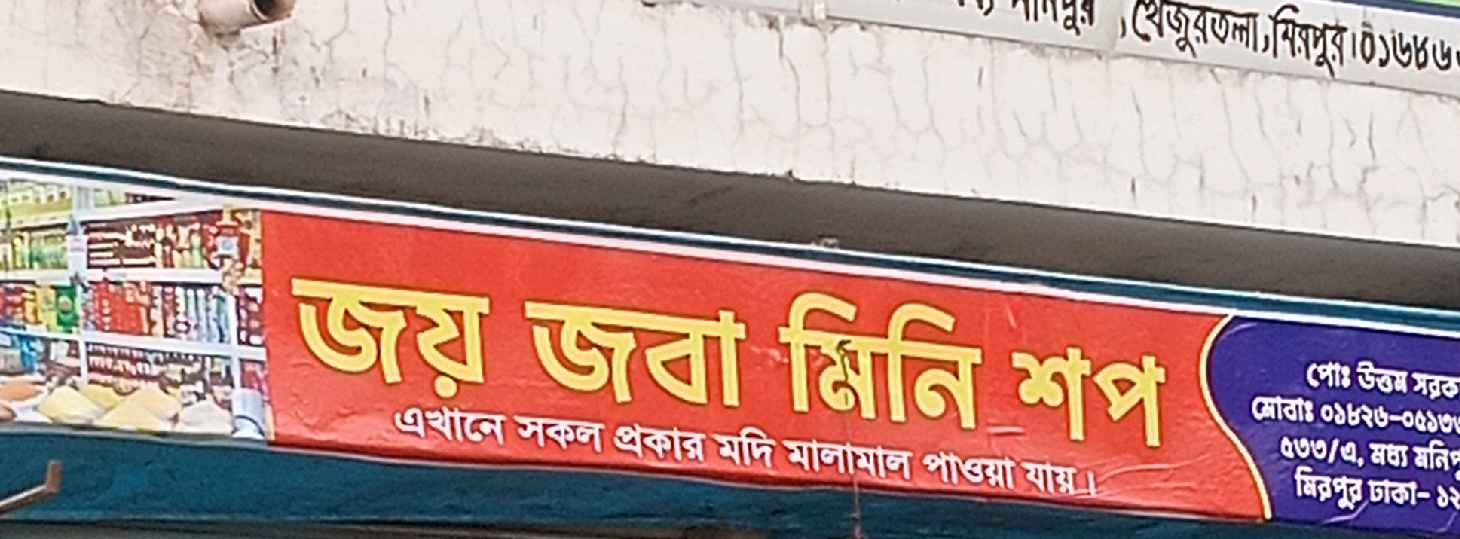 পুর, খেজুরতলা, মিরপুর।০১৬৮৬
জয় জবা মিনি শপ
এখানে সকল প্রকার মদি মালামাল পাওয়া যায়।
পোঃ উত্তম সরক
মোবাঃ ০১৮২৬-০৫১৩
৫৩৩/এ, মধ্য মনিপু
মিরপুর ঢাকা- ১২